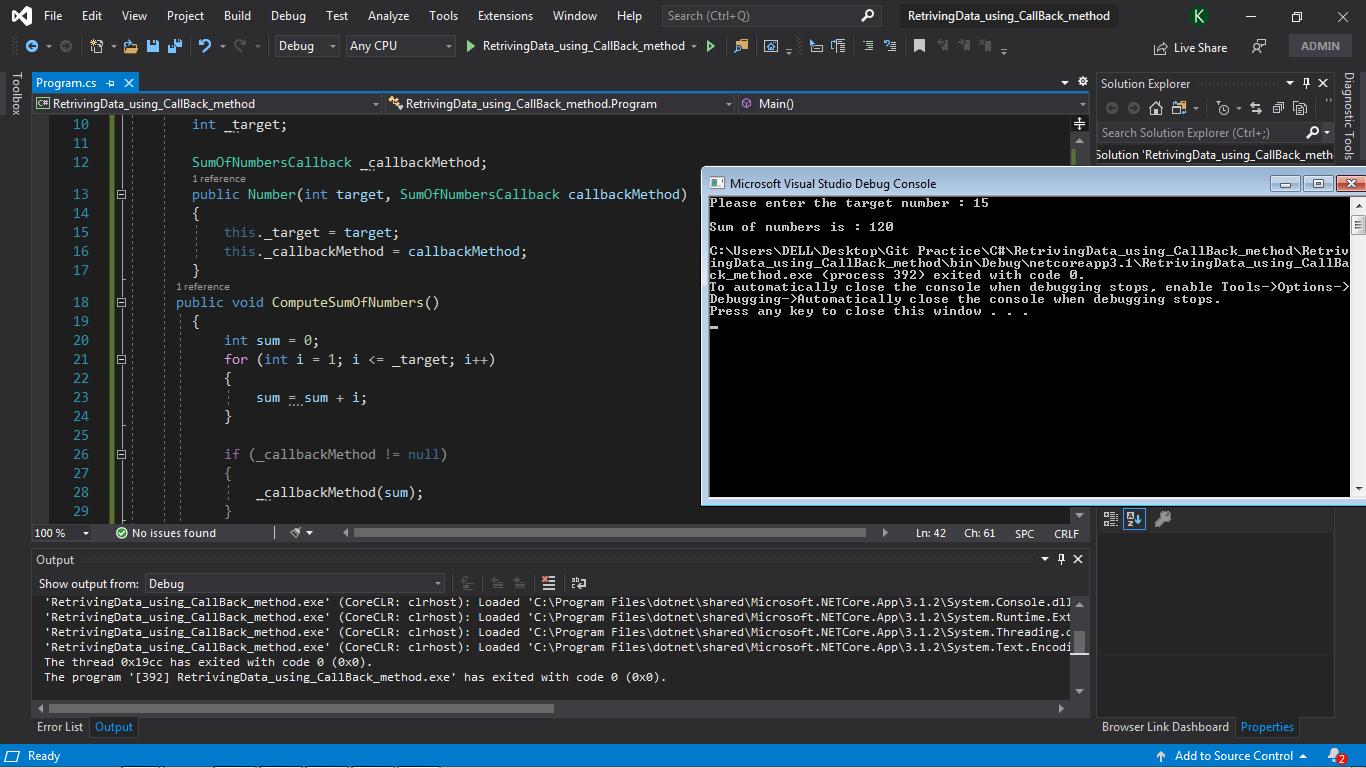 File Edit View Project Build Debug Test Analyze Tools Extensions Window Help Search (Ctrl+Q) RetrivingData_using_CallBack_method K
Debug Any CPU RetrivingData_using_CallBack_method Live Share ADMIN
Toolbox
Program.cs
C# RetrivingData_using_CallBack_method RetrivingData_using_CallBack_method.Program Main()
10 int _target;
11
12 SumOfNumbersCallback _callbackMethod;
1 reference
13 public Number(int target, SumOfNumbersCallback callbackMethod)
14 {
15 this._target = target;
16 this._callbackMethod = callbackMethod;
17 }
1 reference
18 public void ComputeSumOfNumbers()
19 {
20 int sum = 0;
21 for (int i = 1; i <= _target; i++)
22 {
23 sum = sum + i;
24 }
25
26 if (_callbackMethod != null)
27 {
28 _callbackMethod(sum);
29 }
100 % No issues found Ln: 42 Ch: 61 SPC CRLF
Solution Explorer
Search Solution Explorer (Ctrl+;)
Solution 'RetrivingData_using_CallBack_meth
Diagnostic Tools
Microsoft Visual Studio Debug Console
Please enter the target number : 15
Sum of numbers is : 120
C:\Users\DELL\Desktop\Git Practice\C#\RetrivingData_using_CallBack_method\Retriv
ingData_using_CallBack_method\bin\Debug\netcoreapp3.1\RetrivingData_using_CallBa
ck_method.exe (process 392) exited with code 0.
To automatically close the console when debugging stops, enable Tools->Options->
Debugging->Automatically close the console when debugging stops.
Press any key to close this window . . .
Output
Show output from: Debug
'RetrivingData_using_CallBack_method.exe' (CoreCLR: clrhost): Loaded 'C:\Program Files\dotnet\shared\Microsoft.NETCore.App\3.1.2\System.Console.dll
'RetrivingData_using_CallBack_method.exe' (CoreCLR: clrhost): Loaded 'C:\Program Files\dotnet\shared\Microsoft.NETCore.App\3.1.2\System.Runtime.Ext
'RetrivingData_using_CallBack_method.exe' (CoreCLR: clrhost): Loaded 'C:\Program Files\dotnet\shared\Microsoft.NETCore.App\3.1.2\System.Threading.d
'RetrivingData_using_CallBack_method.exe' (CoreCLR: clrhost): Loaded 'C:\Program Files\dotnet\shared\Microsoft.NETCore.App\3.1.2\System.Text.Encodi
The thread 0x19cc has exited with code 0 (0x0).
The program '[392] RetrivingData_using_CallBack_method.exe' has exited with code 0 (0x0).
Error List Output
Browser Link Dashboard Properties
Ready Add to Source Control 2